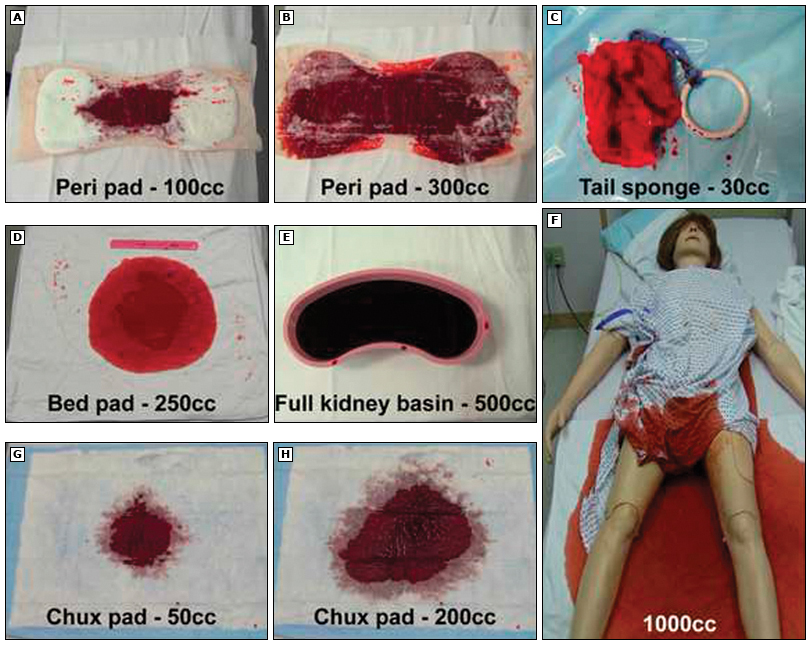 A
Peri pad - 100cc
B
Peri pad - 300cc
C
Tail sponge - 30cc
D
Bed pad - 250cc
E
Full kidney basin - 500cc
F
1000cc
G
Chux pad - 50cc
H
Chux pad - 200cc